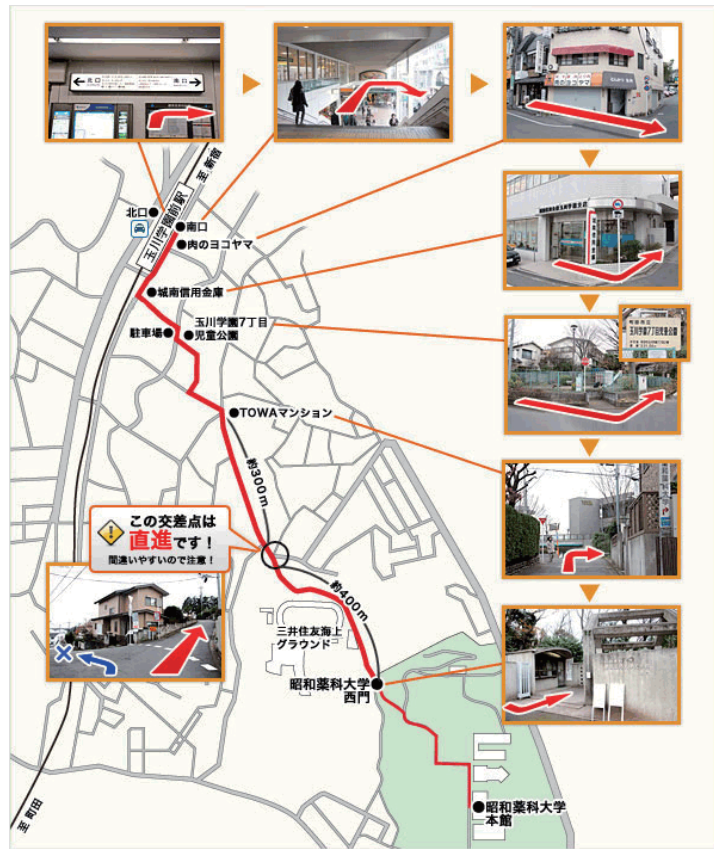 北口
南口
至 新宿
北口
玉川学園前駅
南口
肉のヨコヤマ
城南信用金庫
玉川学園7丁目
児童公園
駐車場
玉川学園7丁目児童公園
TOWAマンション
約300m
この交差点は
直進です！
間違いやすいので注意！
約400m
三井住友海上
グラウンド
昭和薬科大学
西門
昭和薬科大学
本館
至 町田